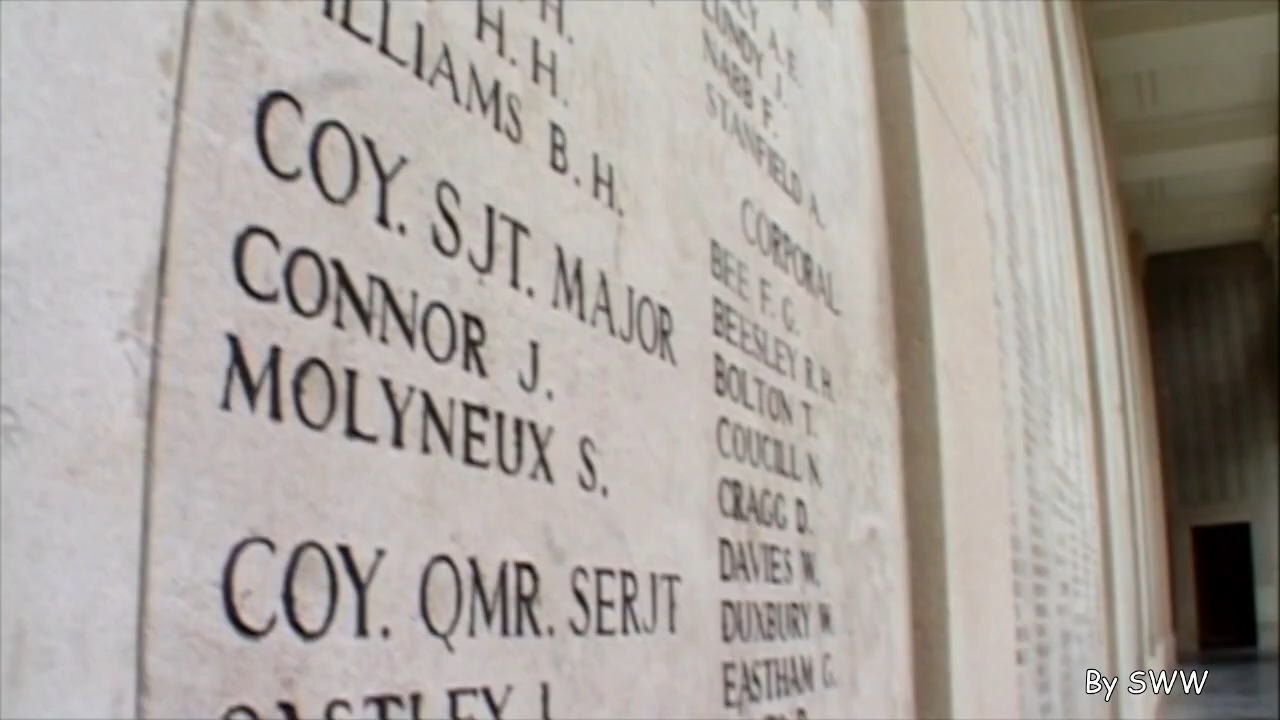 H.
H. H.
WILLIAMS B. H.
COY. SJT. MAJOR
CONNOR J.
MOLYNEUX S.
COY. QMR. SERJT
A. E.
LUNDY J.
NABB F.
STANFIELD A.
CORPORAL
BEE F. G.
BEESLEY R. H.
BOLTON T.
COUCILL N.
CRAGG D.
DAVIES W.
DUXBURY W.
EASTHAM G.
By SWW